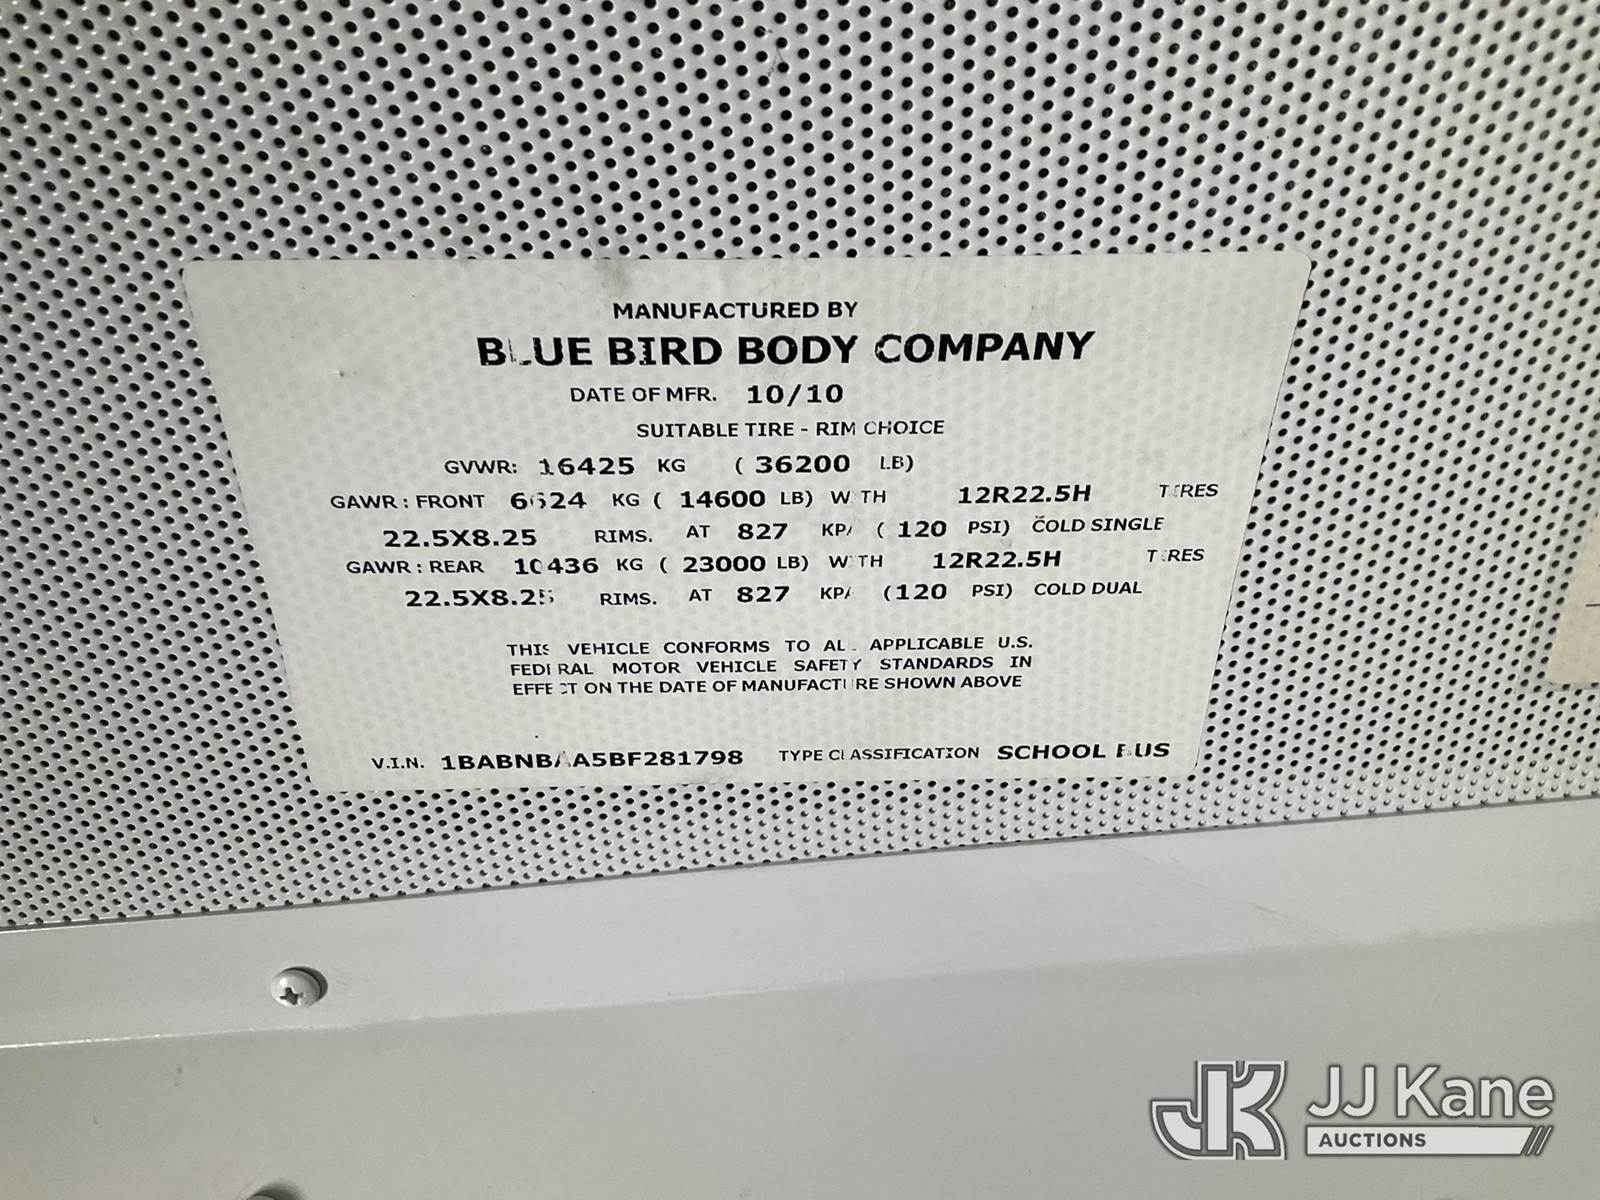 MANUFACTURED BY
BLUE BIRD BODY COMPANY
DATE OF MFR. 10/10
SUITABLE TIRE - RIM CHOICE
GVWR: 16425 KG (36200 LB)
GAWR : FRONT 6624 KG ( 14600 LB) WITH 12R22.5H TIRES
22.5X8.25 RIMS. AT 827 KPA (120 PSI) COLD SINGLE
GAWR : REAR 10436 KG ( 23000 LB) WITH 12R22.5H TIRES
22.5X8.25 RIMS. AT 827 KPA (120 PSI) COLD DUAL
THIS VEHICLE CONFORMS TO ALL APPLICABLE U.S.
FEDERAL MOTOR VEHICLE SAFETY STANDARDS IN
EFFECT ON THE DATE OF MANUFACTURE SHOWN ABOVE
V.I.N. 1BABNBAA5BF281798 TYPE CLASSIFICATION SCHOOL BUS
JK JJ Kane
AUCTIONS